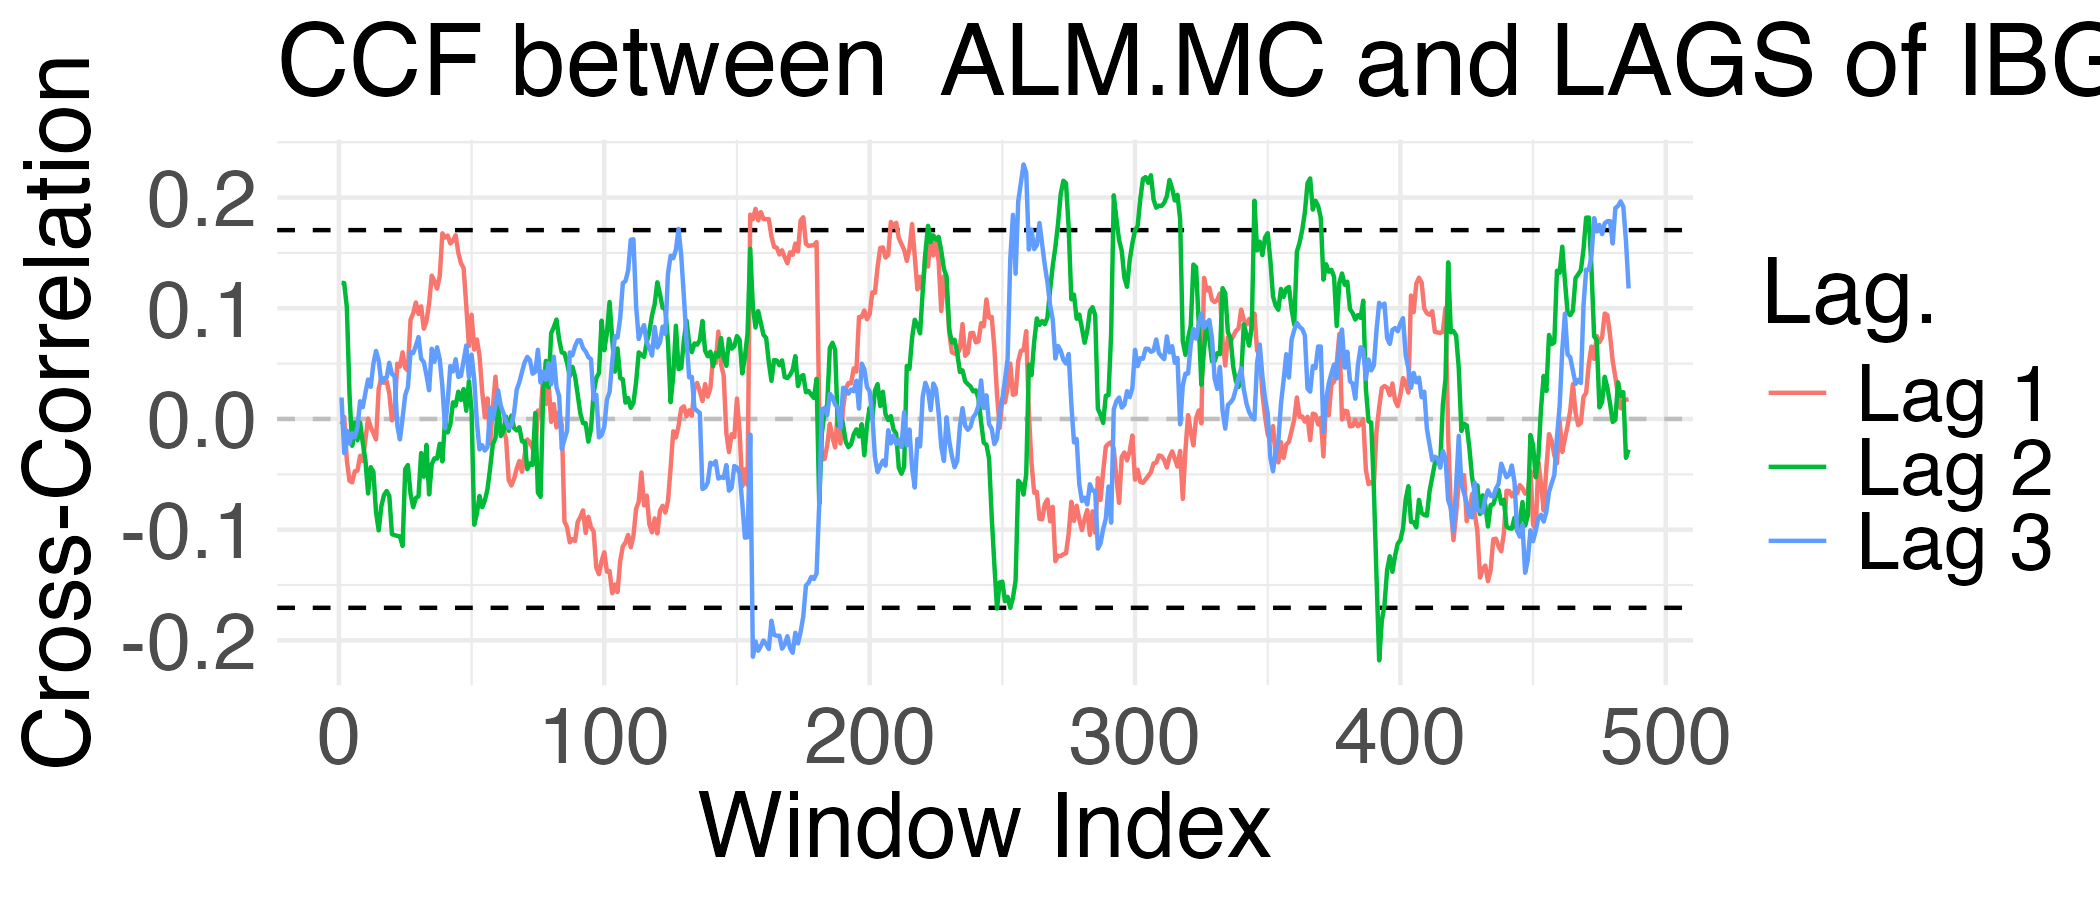 CCF between ALM.MC and LAGS of IBG
Cross-Correlation
0.2
0.1
0.0
-0.1
-0.2
0 100 200 300 400 500
Window Index
Lag.
Lag 1
Lag 2
Lag 3